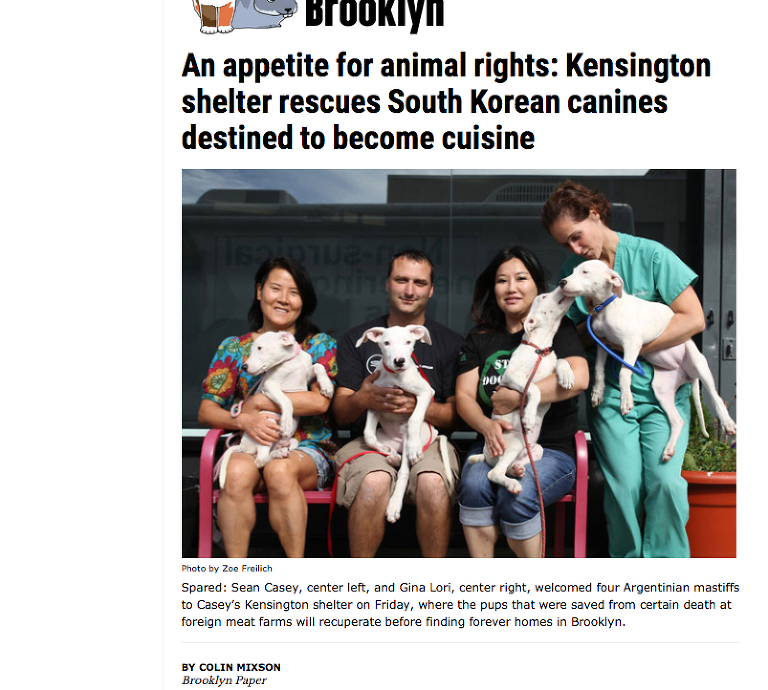 Brooklyn
An appetite for animal rights: Kensington
shelter rescues South Korean canines
destined to become cuisine
Non-surgical
ST
DOG
Photo by Zoe Freilich
Spared: Sean Casey, center left, and Gina Lori, center right, welcomed four Argentinian mastiffs
to Casey's Kensington shelter on Friday, where the pups that were saved from certain death at
foreign meat farms will recuperate before finding forever homes in Brooklyn.
BY COLIN MIXSON
Brooklyn Paper